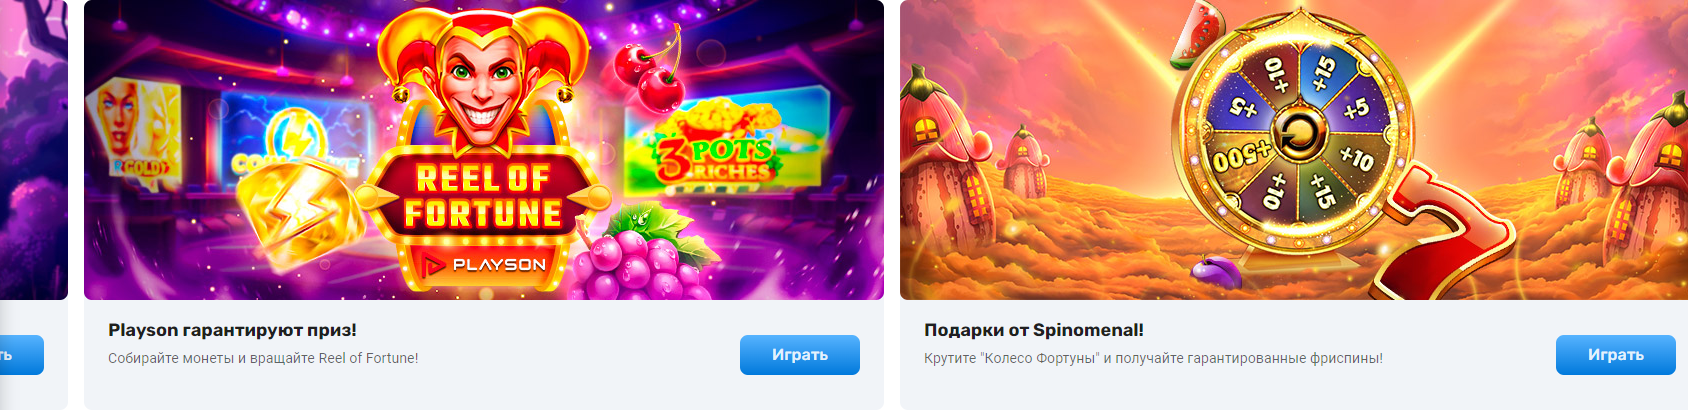 GOLD
3 POTS
RICHES
REEL OF
FORTUNE
PLAYSON
+10
+15
+5
+5
+10
+500
+15
+10
ть
Playson гарантируют приз!
Собирайте монеты и вращайте Reel of Fortune!
Играть
Подарки от Spinomenal!
Крутите "Колесо Фортуны" и получайте гарантированные фриспины!
Играть